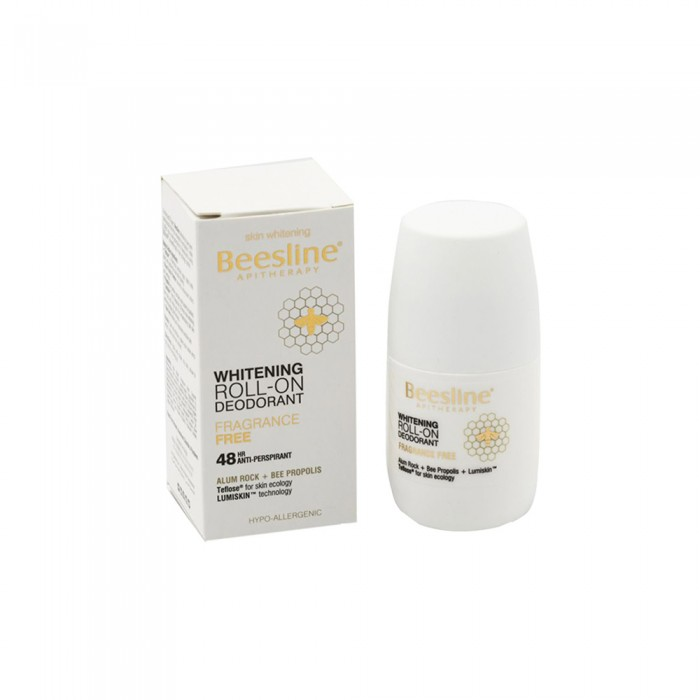 skin whitening
Beesline®
APITHERAPY
WHITENING
ROLL-ON
DEODORANT
FRAGRANCE
FREE
48 HR
ANTI-PERSPIRANT
ALUM ROCK + BEE PROPOLIS
Teflose® for skin ecology
LUMISKIN™ technology
HYPO-ALLERGENIC
Beesline®
APITHERAPY
WHITENING
ROLL-ON
DEODORANT
FRAGRANCE FREE
Alum Rock + Bee Propolis + Lumiskin™
Teflose® for skin ecology